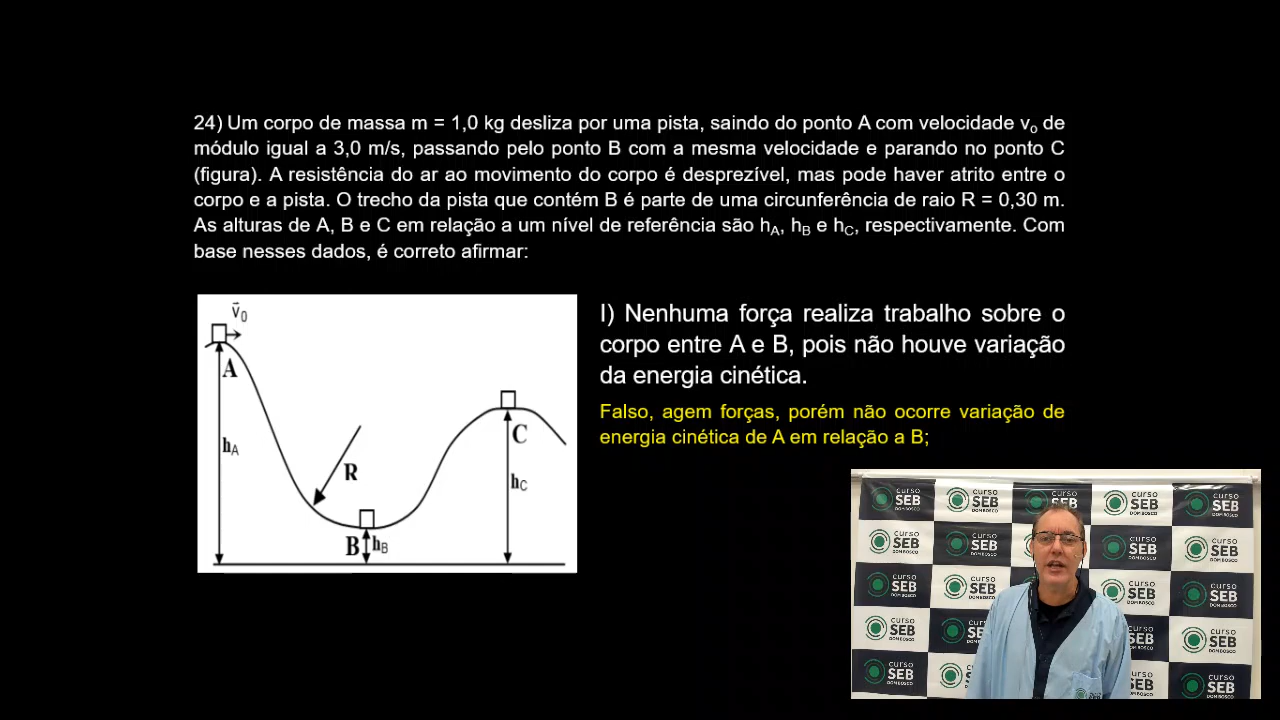 24) Um corpo de massa m = 1,0 kg desliza por uma pista, saindo do ponto A com velocidade v₀ de
módulo igual a 3,0 m/s, passando pelo ponto B com a mesma velocidade e parando no ponto C
(figura). A resistência do ar ao movimento do corpo é desprezível, mas pode haver atrito entre o
corpo e a pista. O trecho da pista que contém B é parte de uma circunferência de raio R = 0,30 m.
As alturas de A, B e C em relação a um nível de referência são hA, hB e hC, respectivamente. Com
base nesses dados, é correto afirmar:
v⃗0
A
hA
R
B
hB
C
hC
I) Nenhuma força realiza trabalho sobre o
corpo entre A e B, pois não houve variação
da energia cinética.
Falso, agem forças, porém não ocorre variação de
energia cinética de A em relação a B;
curso
SEB
DOM BOSCO